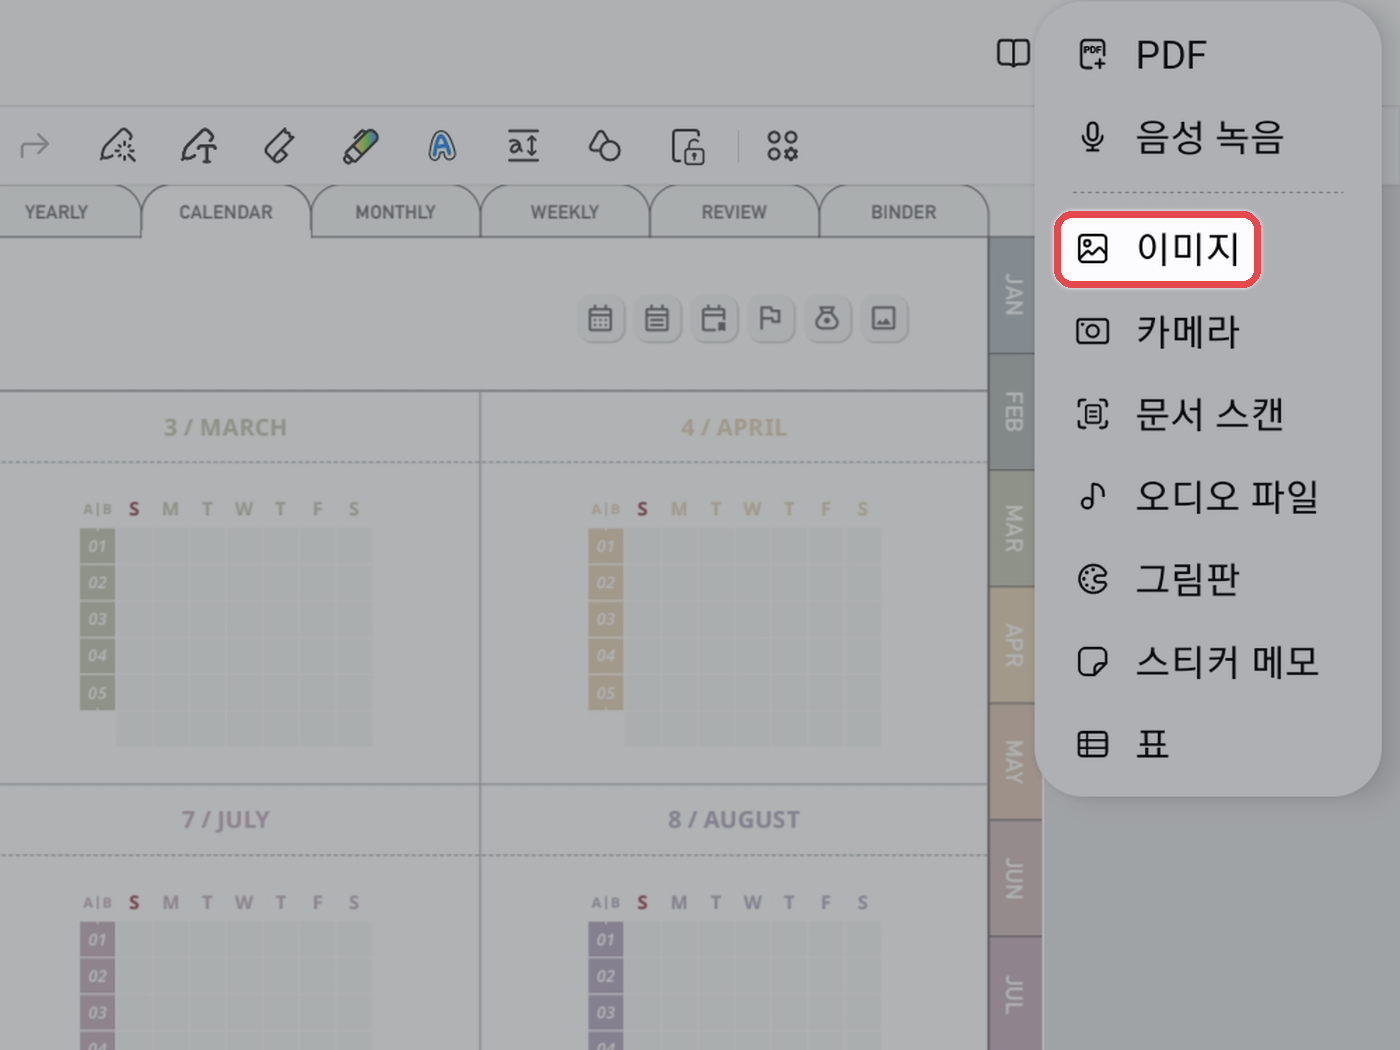 PDF
음성 녹음
이미지
카메라
문서 스캔
오디오 파일
그림판
스티커 메모
표
PDF
T
A
a
YEARLY
CALENDAR
MONTHLY
WEEKLY
REVIEW
BINDER
JAN
FEB
MAR
APR
MAY
JUN
JUL
3 / MARCH
A|B S M T W T F S
01
02
03
04
05
4 / APRIL
A|B S M T W T F S
01
02
03
04
05
7 / JULY
A|B S M T W T F S
01
02
03
04
8 / AUGUST
A|B S M T W T F S
01
02
03
04